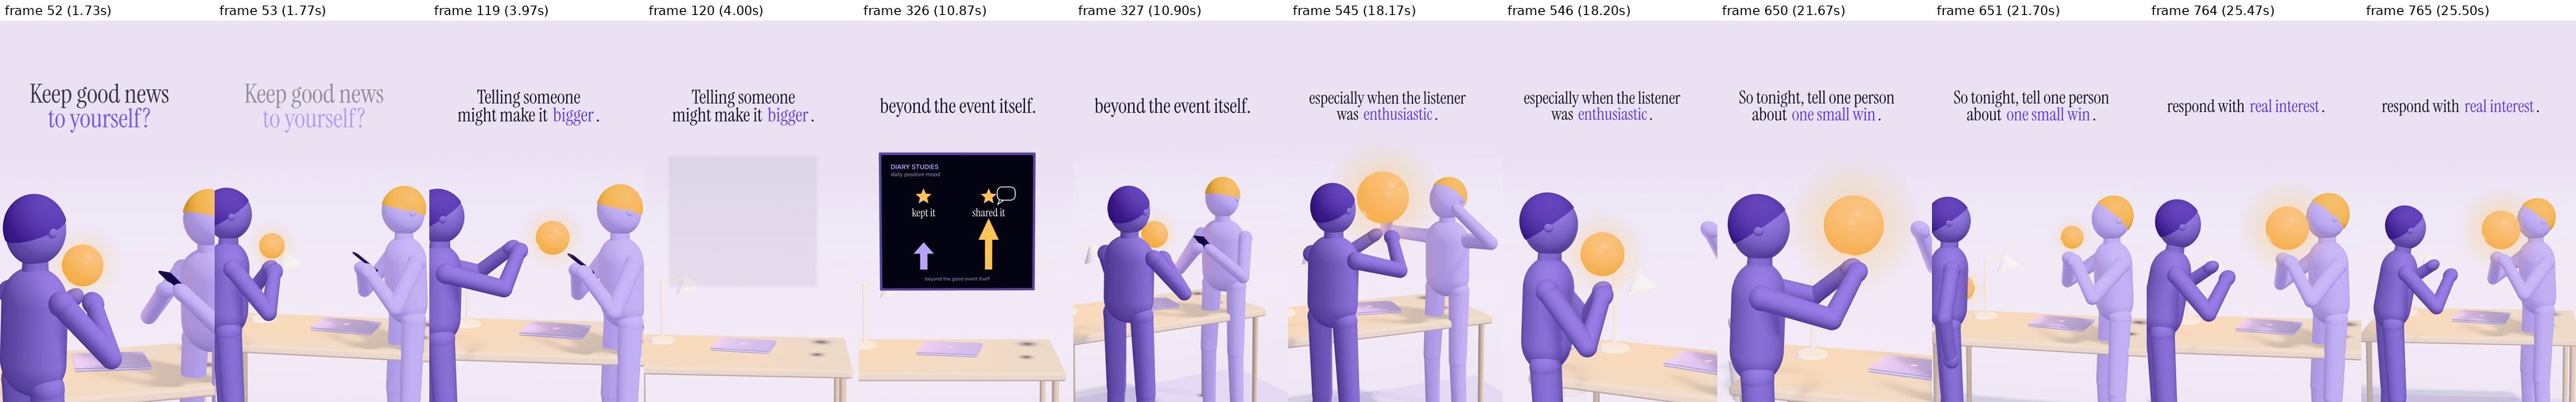 frame 52 (1.73s)
frame 53 (1.77s)
frame 119 (3.97s)
frame 120 (4.00s)
frame 326 (10.87s)
frame 327 (10.90s)
frame 545 (18.17s)
frame 546 (18.20s)
frame 650 (21.67s)
frame 651 (21.70s)
frame 764 (25.47s)
frame 765 (25.50s)
Keep good news
to yourself?
Keep good news
to yourself?
Telling someone
might make it bigger.
Telling someone
might make it bigger.
beyond the event itself.
DIARY STUDIES
daily positive mood
kept it
shared it
beyond the good event itself
beyond the event itself.
especially when the listener
was enthusiastic.
especially when the listener
was enthusiastic.
So tonight, tell one person
about one small win.
So tonight, tell one person
about one small win.
respond with real interest.
respond with real interest.